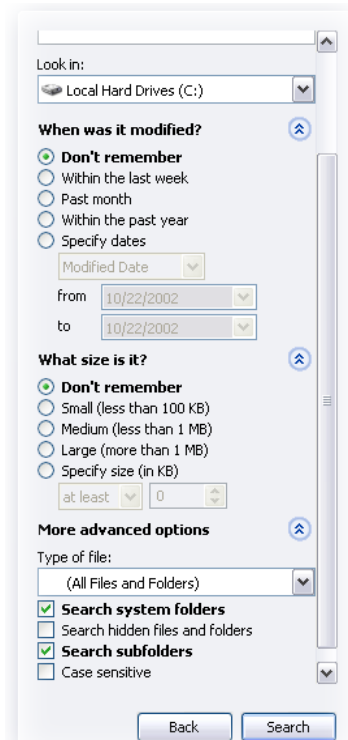 Look in:
Local Hard Drives (C:)
When was it modified?
Don't remember
Within the last week
Past month
Within the past year
Specify dates
Modified Date
from 10/22/2002
to 10/22/2002
What size is it?
Don't remember
Small (less than 100 KB)
Medium (less than 1 MB)
Large (more than 1 MB)
Specify size (in KB)
at least 0
More advanced options
Type of file:
(All Files and Folders)
Search system folders
Search hidden files and folders
Search subfolders
Case sensitive
Back Search